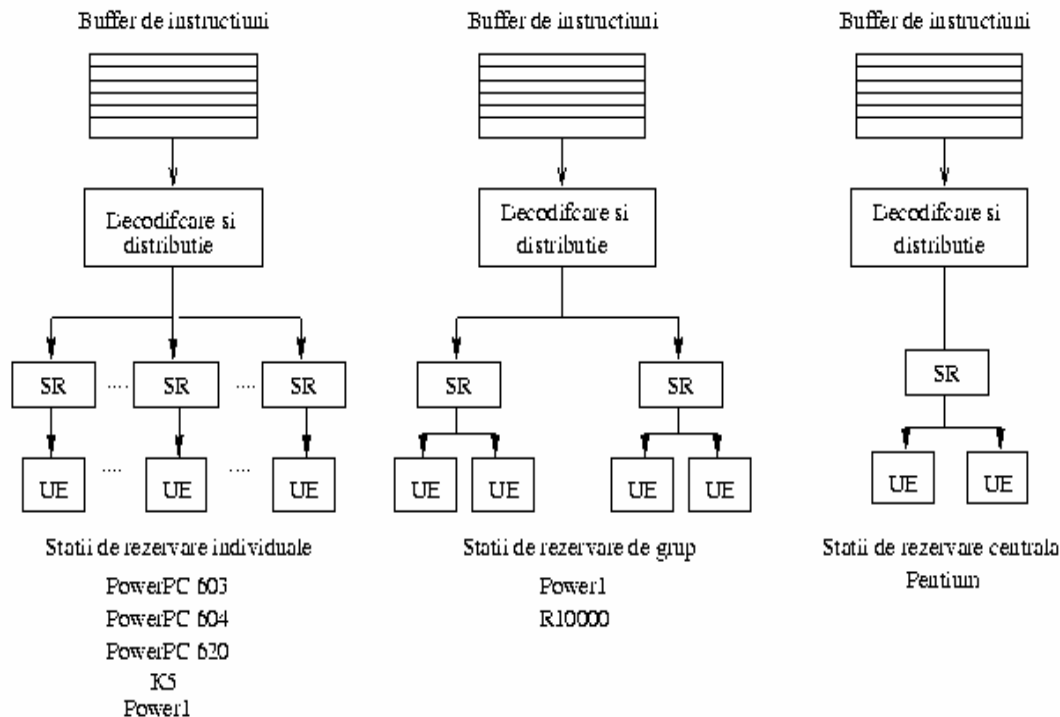 Buffer de instructiuni
Decodifcare si
distributie
SR .... SR .... SR
UE .... UE .... UE
Statii de rezervare individuale
PowerPC 603
PowerPC 604
PowerPC 620
K5
Power1
Buffer de instructiuni
Decodifcare si
distributie
SR SR
UE UE UE UE
Statii de rezervare de grup
Power1
R10000
Buffer de instructiuni
Decodifcare si
distributie
SR
UE UE
Statii de rezervare centrala
Pentium